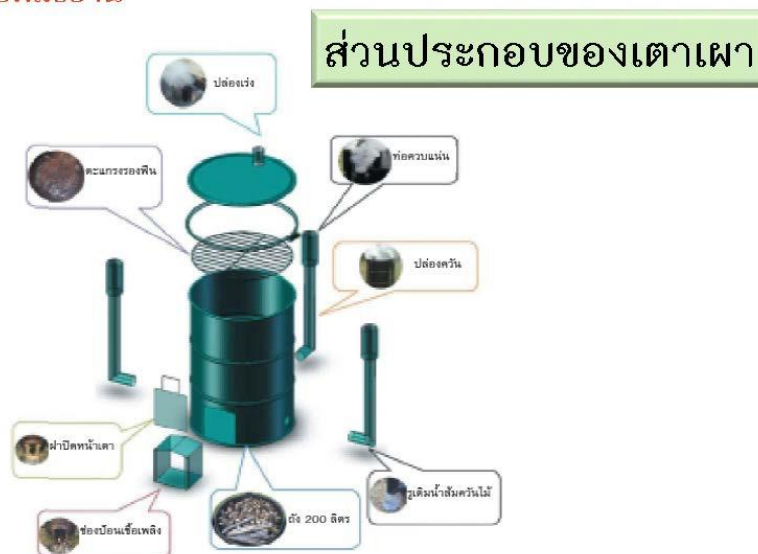 ส่วนประกอบของเตาเผา
ปล่องเร่ง
ท่อควบแน่น
ตะแกรงรองฟืน
ปล่องควัน
ฝาปิดหน้าเตา
รูเติมน้ำส้มควันไม้
ถัง 200 ลิตร
ช่องป้อนเชื้อเพลิง